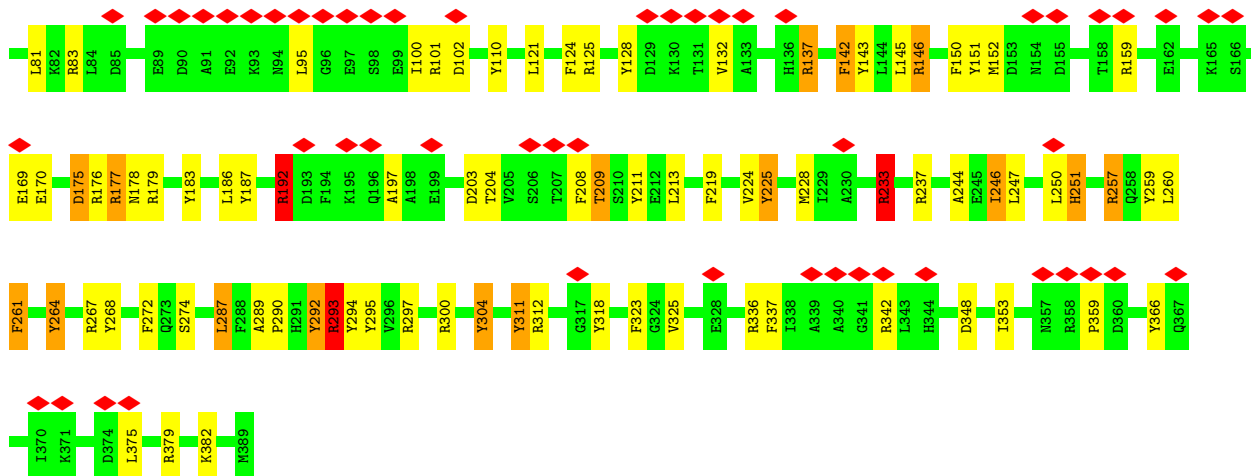 L81 K82 R83 L84 D85 E89 D90 A91 E92 K93 N94 L95 G96 E97 S98 E99 I100 R101 D102 Y110 L121 F124 R125 Y128 D129 K130 T131 V132 A133 H136 R137 F142 Y143 L144 L145 R146 F150 Y151 M152 D153 N154 D155 T158 R159 E162 K165 S166
E169 E170 D175 R176 R177 N178 R179 Y183 L186 Y187 R192 D193 F194 K195 Q196 A197 A198 E199 D203 T204 V205 S206 T207 F208 T209 S210 Y211 E212 L213 F219 V224 Y225 M228 I229 A230 R233 R237 A244 E245 I246 L247 L250 H251 R257 Q258 Y259 L260
F261 Y264 R267 Y268 F272 Q273 S274 L287 F288 A289 P290 H291 Y292 R293 Y294 Y295 V296 R297 R300 Y304 Y311 R312 G317 Y318 F323 G324 V325 E328 R336 F337 I338 A339 A340 G341 R342 L343 H344 D348 I353 N357 R358 P359 D360 Y366 Q367
I370 K371 D374 L375 R379 K382 M389